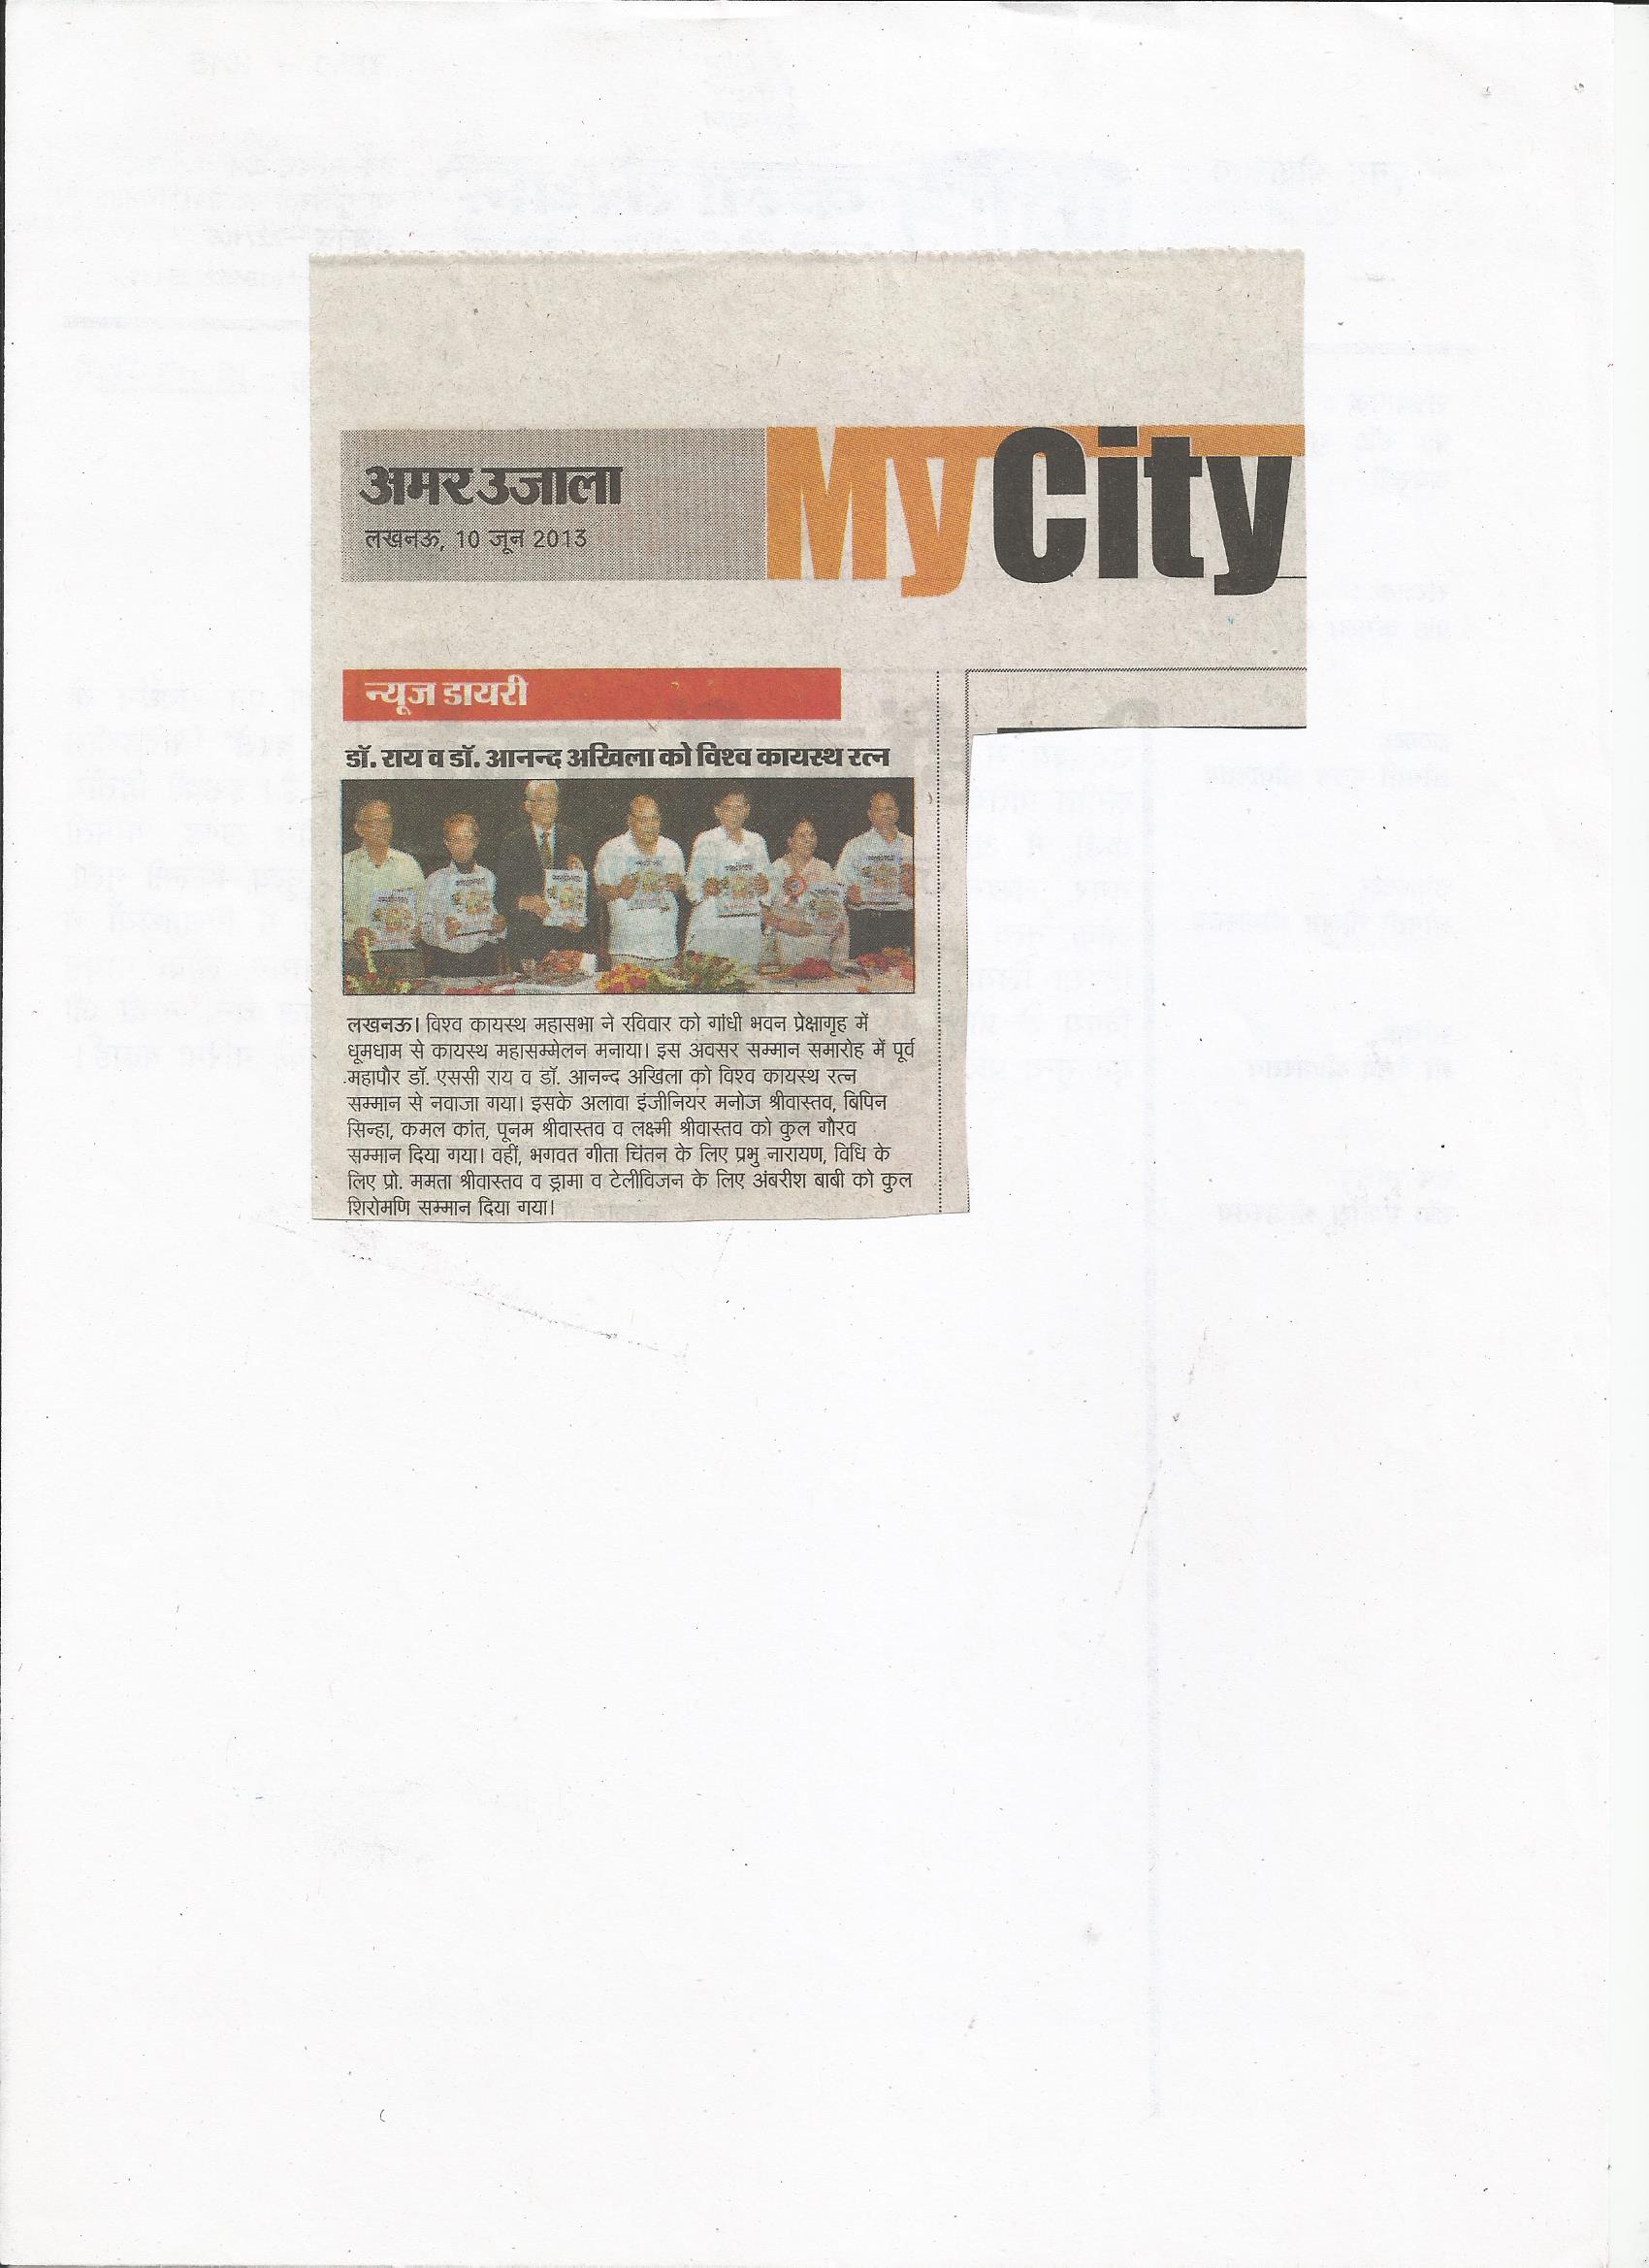 अमर उजाला
लखनऊ, 10 जून 2013
MyCity
न्यूज डायरी
डॉ. राय व डॉ. आनन्द अखिला को विश्व कायस्थ रत्न
लखनऊ। विश्व कायस्थ महासभा ने रविवार को गांधी भवन प्रेक्षागृह में
धूमधाम से कायस्थ महासम्मेलन मनाया। इस अवसर सम्मान समारोह में पूर्व
महापौर डॉ. एससी राय व डॉ. आनन्द अखिला को विश्व कायस्थ रत्न
सम्मान से नवाजा गया। इसके अलावा इंजीनियर मनोज श्रीवास्तव, बिपिन
सिन्हा, कमल कांत, पूनम श्रीवास्तव व लक्ष्मी श्रीवास्तव को कुल गौरव
सम्मान दिया गया। वहीं, भगवत गीता चिंतन के लिए प्रभु नारायण, विधि के
लिए प्रो. ममता श्रीवास्तव व ड्रामा व टेलीविजन के लिए अंबरीश बाबी को कुल
शिरोमणि सम्मान दिया गया।